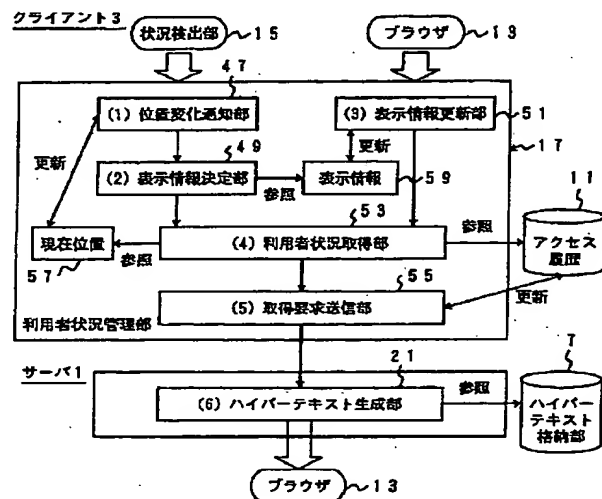 クライアント3
状況検出部 15
ブラウザ 13
47
(1) 位置変化通知部
(3) 表示情報更新部 51
17
更新
49
更新
(2) 表示情報決定部
参照
表示情報 59
11
53
現在位置
参照
(4) 利用者状況取得部
参照
アクセス
履歴
57
55
(5) 取得要求送信部
更新
利用者状況管理部
サーバ1
21
7
(6) ハイパーテキスト生成部
参照
ハイパー
テキスト
格納部
ブラウザ 13